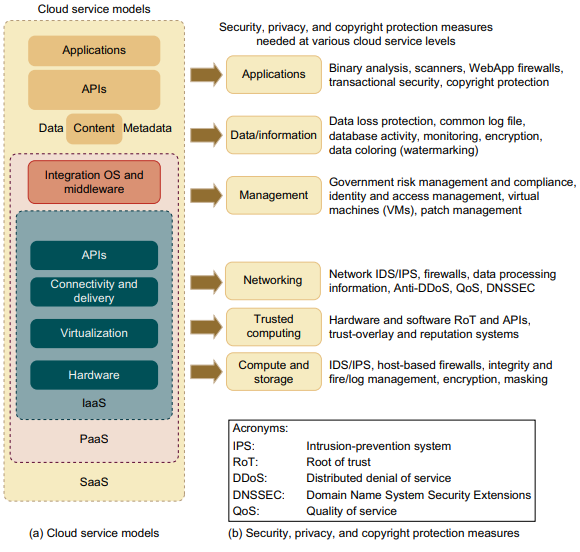 Cloud service models
Security, privacy, and copyright protection measures
needed at various cloud service levels
Applications
APIs
Data Content Metadata
Integration OS and
middleware
APIs
Connectivity and
delivery
Virtualization
Hardware
IaaS
PaaS
SaaS
Applications
Binary analysis, scanners, WebApp firewalls,
transactional security, copyright protection
Data/information
Data loss protection, common log file,
database activity, monitoring, encryption,
data coloring (watermarking)
Management
Government risk management and compliance,
identity and access management, virtual
machines (VMs), patch management
Networking
Network IDS/IPS, firewalls, data processing
information, Anti-DDoS, QoS, DNSSEC
Trusted
computing
Hardware and software RoT and APIs,
trust-overlay and reputation systems
Compute and
storage
IDS/IPS, host-based firewalls, integrity and
fire/log management, encryption, masking
Acronyms:
IPS: Intrusion-prevention system
RoT: Root of trust
DDoS: Distributed denial of service
DNSSEC: Domain Name System Security Extensions
QoS: Quality of service
(a) Cloud service models
(b) Security, privacy, and copyright protection measures